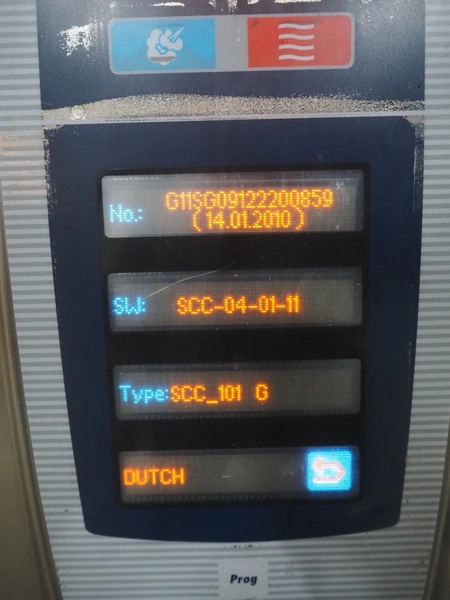 No.: G11SG09122200859
(14.01.2010)
SW: SCC-04-01-11
Type:SCC_101 G
DUTCH
Prog